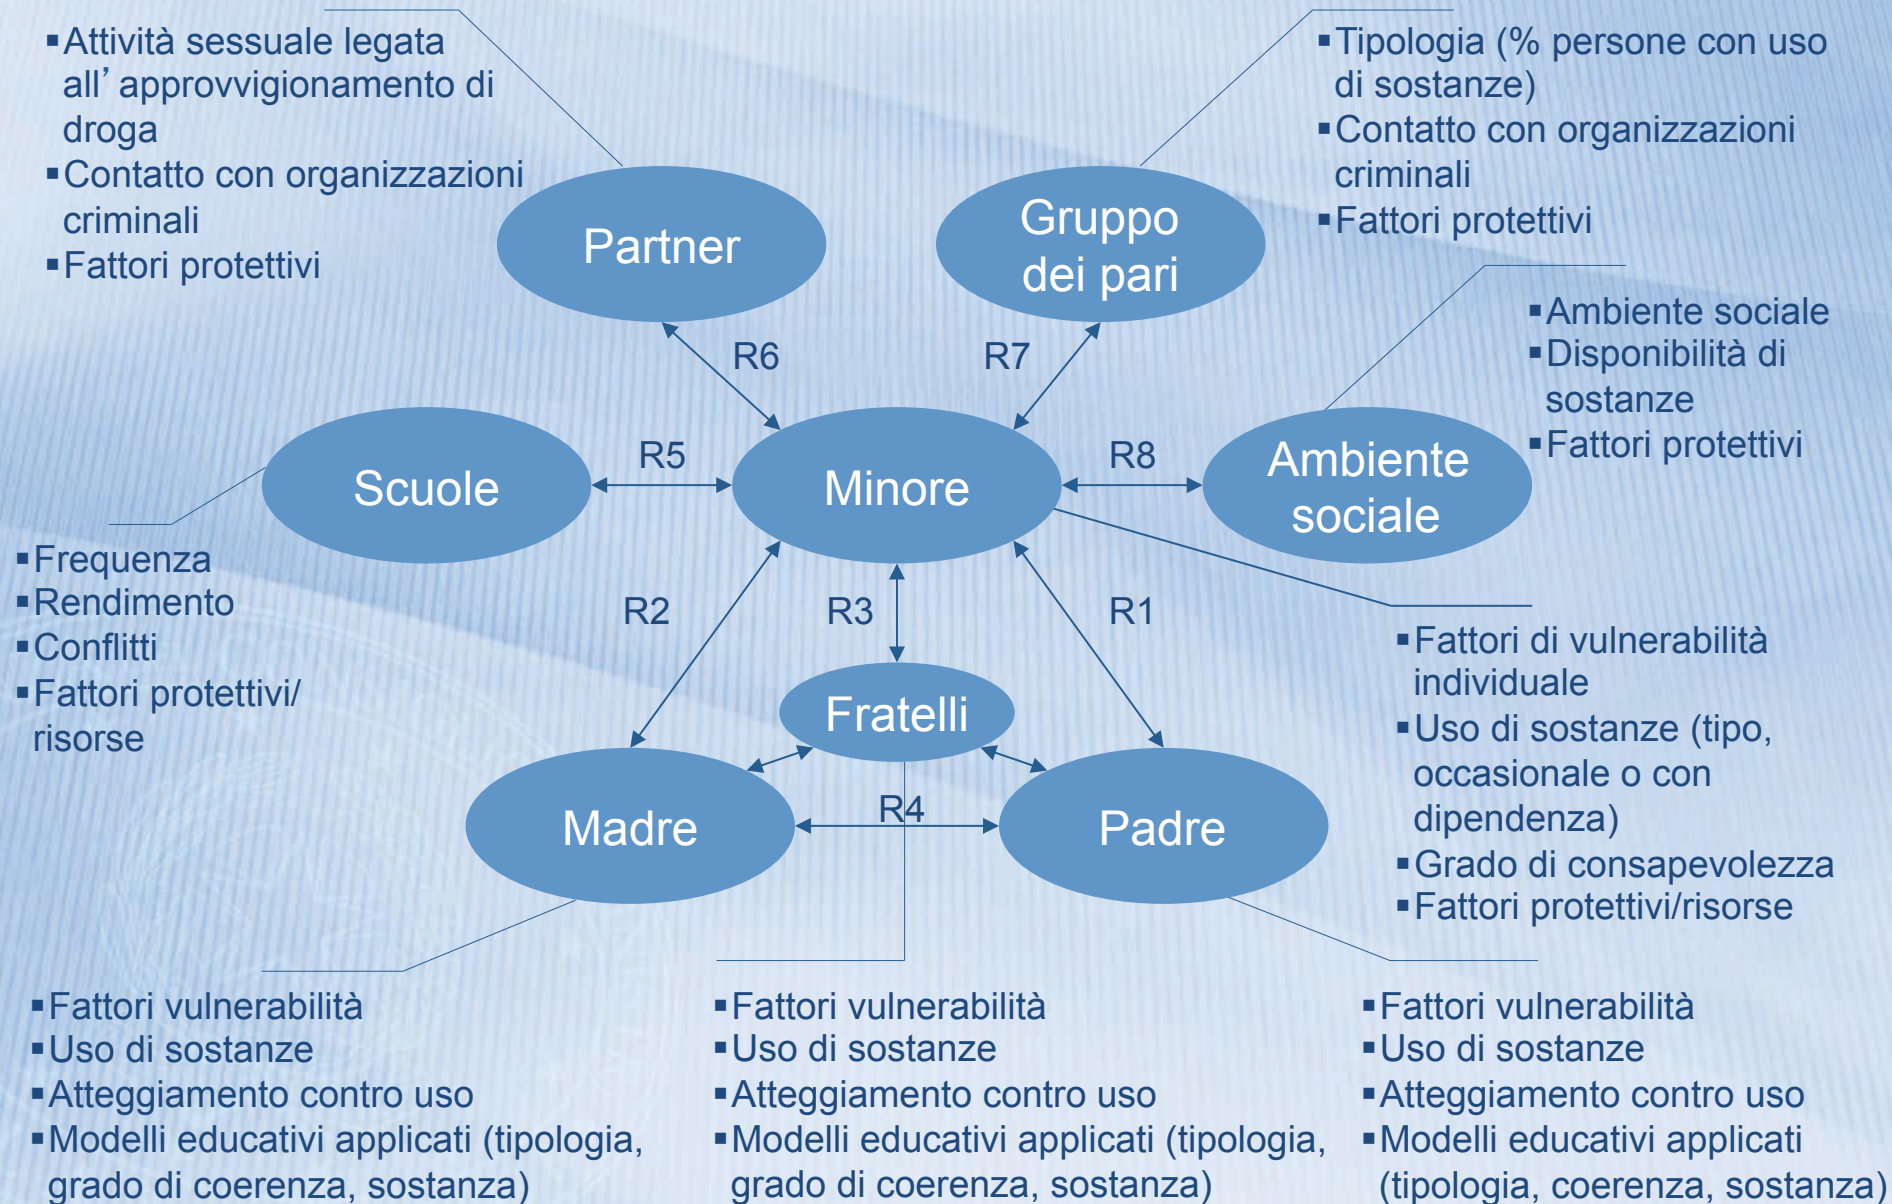 ▪Attività sessuale legata
all’ approvvigionamento di
droga
▪Contatto con organizzazioni
criminali
▪Fattori protettivi
▪Tipologia (% persone con uso
di sostanze)
▪Contatto con organizzazioni
criminali
▪Fattori protettivi
Partner
Gruppo
dei pari
▪Ambiente sociale
▪Disponibilità di
sostanze
▪Fattori protettivi
R6
R7
Scuole
R5
Minore
R8
Ambiente
sociale
▪Frequenza
▪Rendimento
▪Conflitti
▪Fattori protettivi/
risorse
R2
R3
R1
▪Fattori di vulnerabilità
individuale
▪Uso di sostanze (tipo,
occasionale o con
dipendenza)
▪Grado di consapevolezza
▪Fattori protettivi/risorse
Fratelli
Madre
R4
Padre
▪Fattori vulnerabilità
▪Uso di sostanze
▪Atteggiamento contro uso
▪Modelli educativi applicati (tipologia,
grado di coerenza, sostanza)
▪Fattori vulnerabilità
▪Uso di sostanze
▪Atteggiamento contro uso
▪Modelli educativi applicati (tipologia,
grado di coerenza, sostanza)
▪Fattori vulnerabilità
▪Uso di sostanze
▪Atteggiamento contro uso
▪Modelli educativi applicati
(tipologia, coerenza, sostanza)